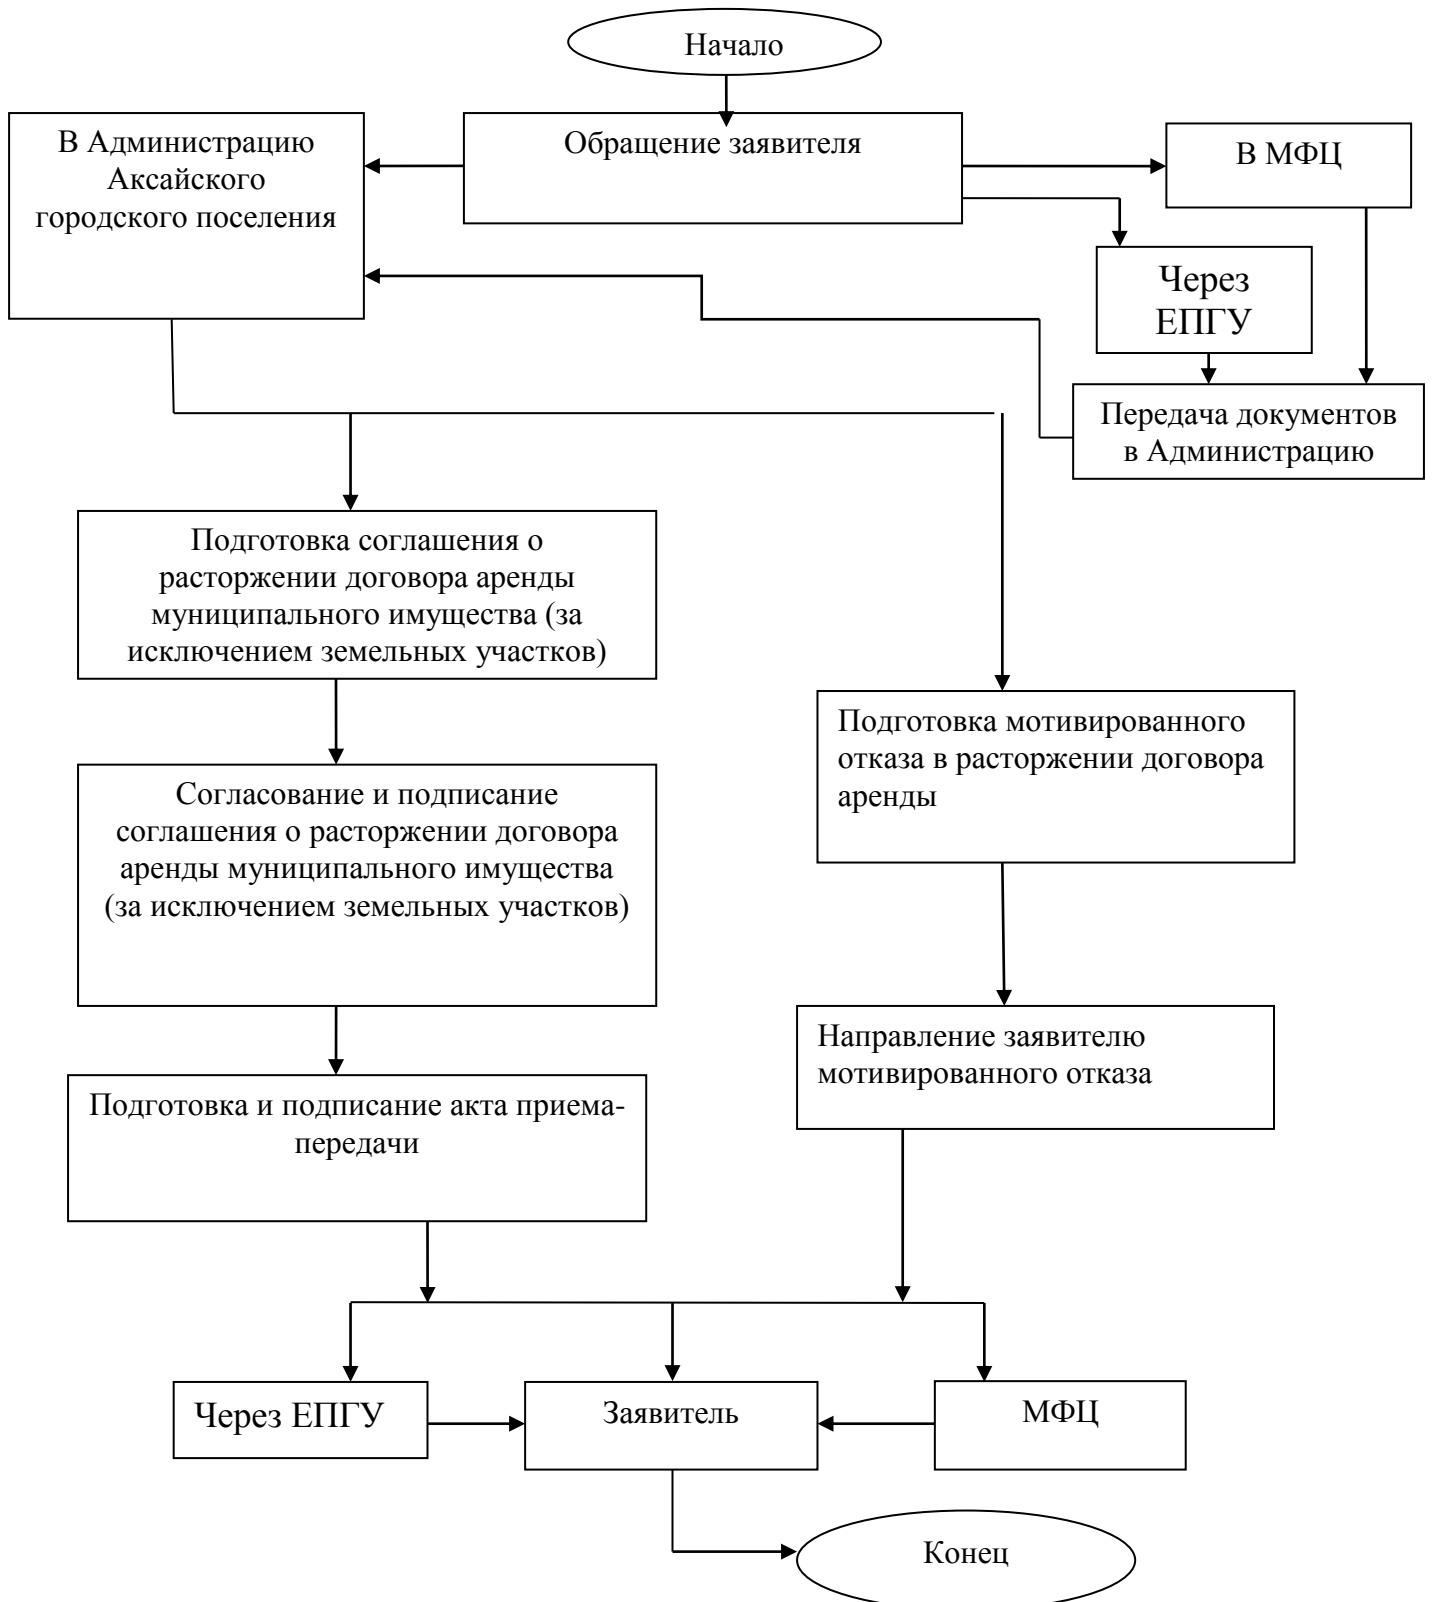 Начало
В Администрацию
Аксайского
городского поселения
Обращение заявителя
В МФЦ
Через
ЕПГУ
Передача документов
в Администрацию
Подготовка соглашения о
расторжении договора аренды
муниципального имущества (за
исключением земельных участков)
Подготовка мотивированного
отказа в расторжении договора
аренды
Согласование и подписание
соглашения о расторжении договора
аренды муниципального имущества
(за исключением земельных участков)
Направление заявителю
мотивированного отказа
Подготовка и подписание акта приема-
передачи
Через ЕПГУ
Заявитель
МФЦ
Конец